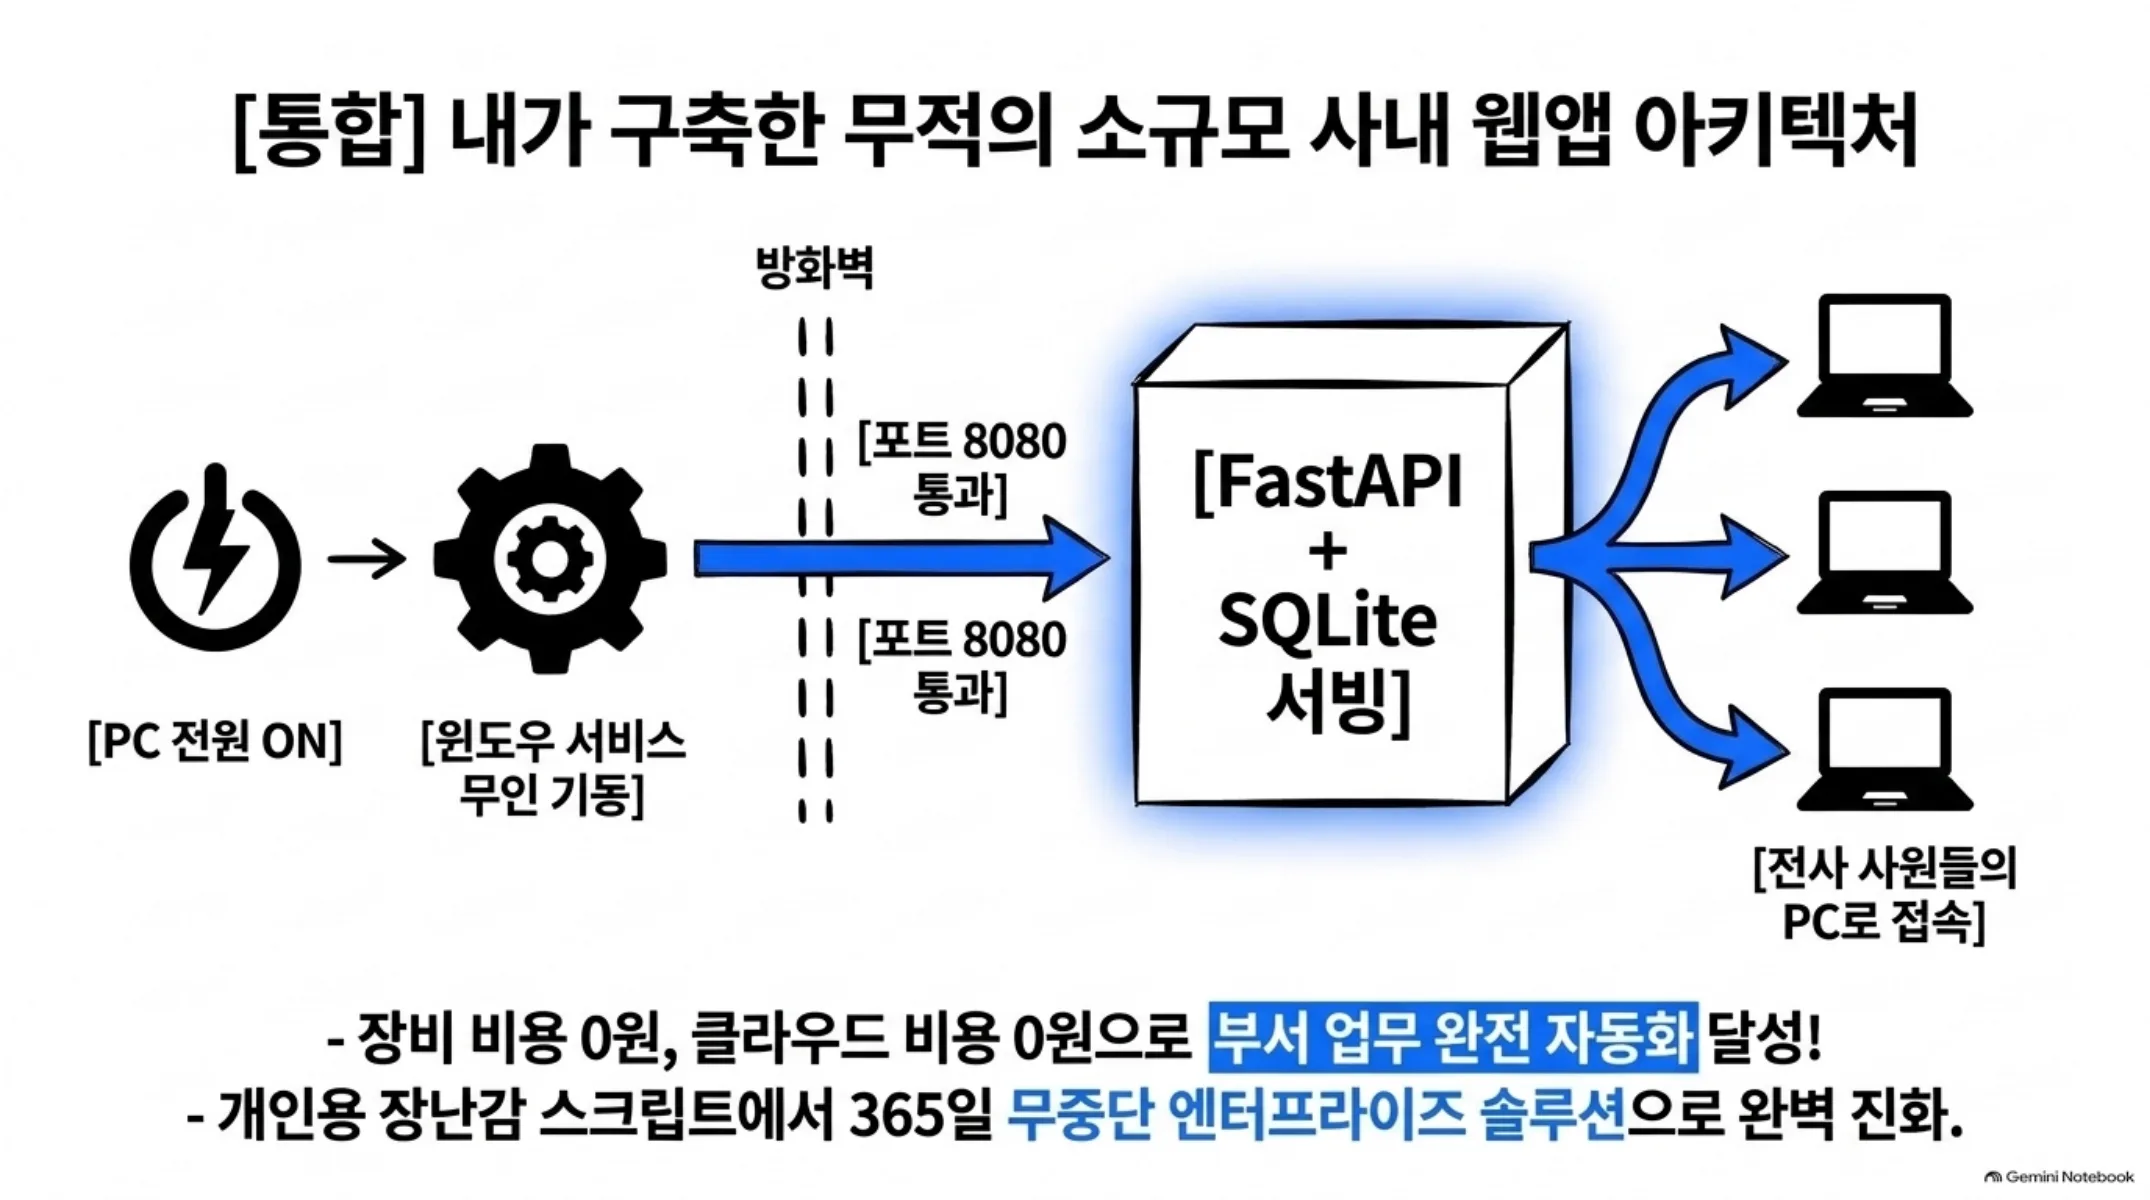 [통합] 내가 구축한 무적의 소규모 사내 웹앱 아키텍처
방화벽
[포트 8080
통과]
[포트 8080
통과]
[PC 전원 ON]
[윈도우 서비스
무인 기동]
[FastAPI
+
SQLite
서빙]
[전사 사원들의
PC로 접속]
- 장비 비용 0원, 클라우드 비용 0원으로 부서 업무 완전 자동화 달성!
- 개인용 장난감 스크립트에서 365일 무중단 엔터프라이즈 솔루션으로 완벽 진화.
Gemini Notebook